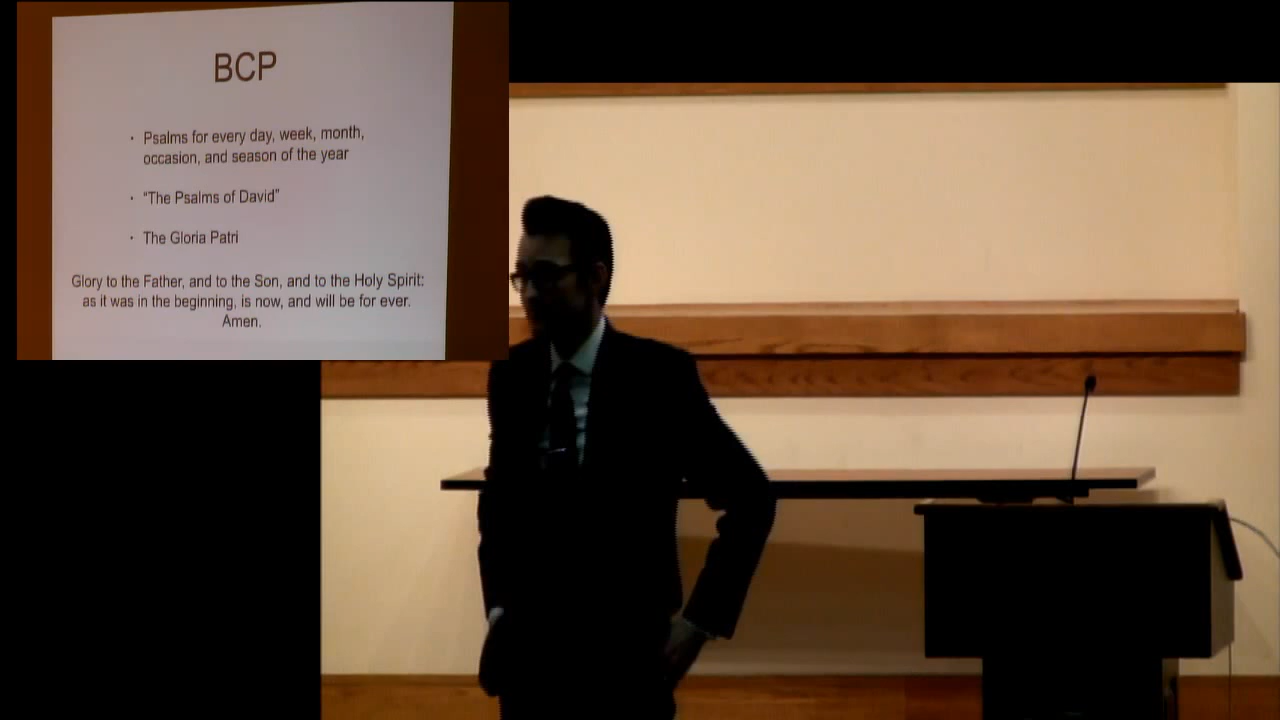 BCP
• Psalms for every day, week, month,
occasion, and season of the year
• “The Psalms of David”
• The Gloria Patri
Glory to the Father, and to the Son, and to the Holy Spirit:
as it was in the beginning, is now, and will be for ever.
Amen.